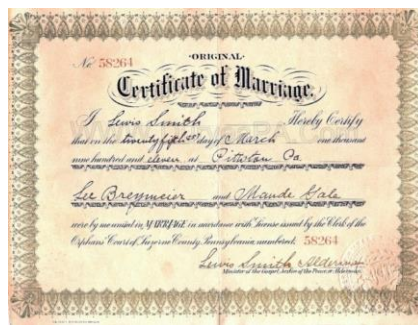 No 58264
·ORIGINAL·
Certificate of Marriage.
I Lewis Smith Hereby Certify
that on the twentyfifth day of March one thousand
nine hundred and eleven at Pittston Pa.
Lee Breymeier and Maude Gale
were by me united in MARRIAGE in accordance with License issued by the Clerk of the
Orphans' Court of Luzerne County, Pennsylvania, numbered 58264
Lewis Smith Alderman
Minister of the Gospel, Justice of the Peace, or Alderman.